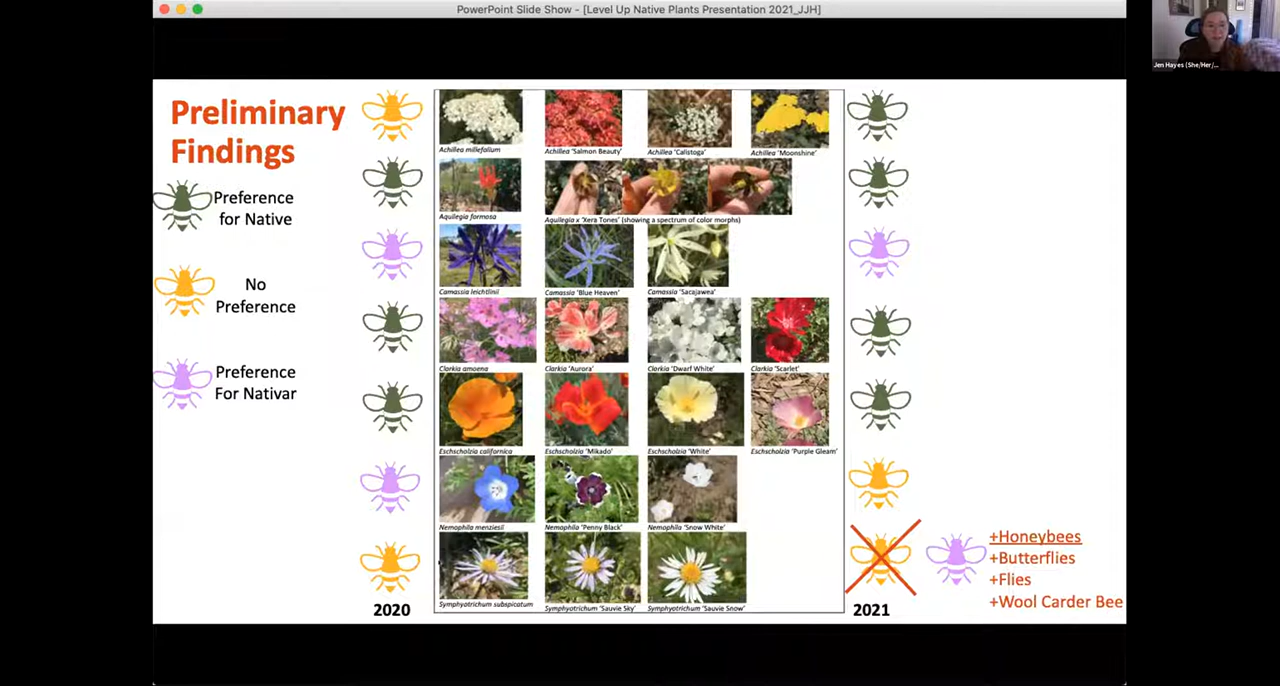 PowerPoint Slide Show - [Level Up Native Plants Presentation 2021_JJH]
Jen Hayes (She/Her/...
Preliminary
Findings
Preference
for Native
No
Preference
Preference
For Nativar
Achillea millefolium
Achillea 'Salmon Beauty'
Achillea 'Calistoga'
Achillea 'Moonshine'
Aquilegia formosa
Aquilegia x 'Xera Tones' (showing a spectrum of color morphs)
Camassia leichtlinii
Camassia 'Blue Heaven'
Camassia 'Sacajawea'
Clarkia amoena
Clarkia 'Aurora'
Clarkia 'Dwarf White'
Clarkia 'Scarlet'
Eschscholzia californica
Eschscholzia 'Mikado'
Eschscholzia 'White'
Eschscholzia 'Purple Gleam'
Nemophila menziesii
Nemophila 'Penny Black'
Nemophila 'Snow White'
Symphyotrichum subspicatum
Symphyotrichum 'Sauvie Sky'
Symphyotrichum 'Sauvie Snow'
2020
2021
+Honeybees
+Butterflies
+Flies
+Wool Carder Bee